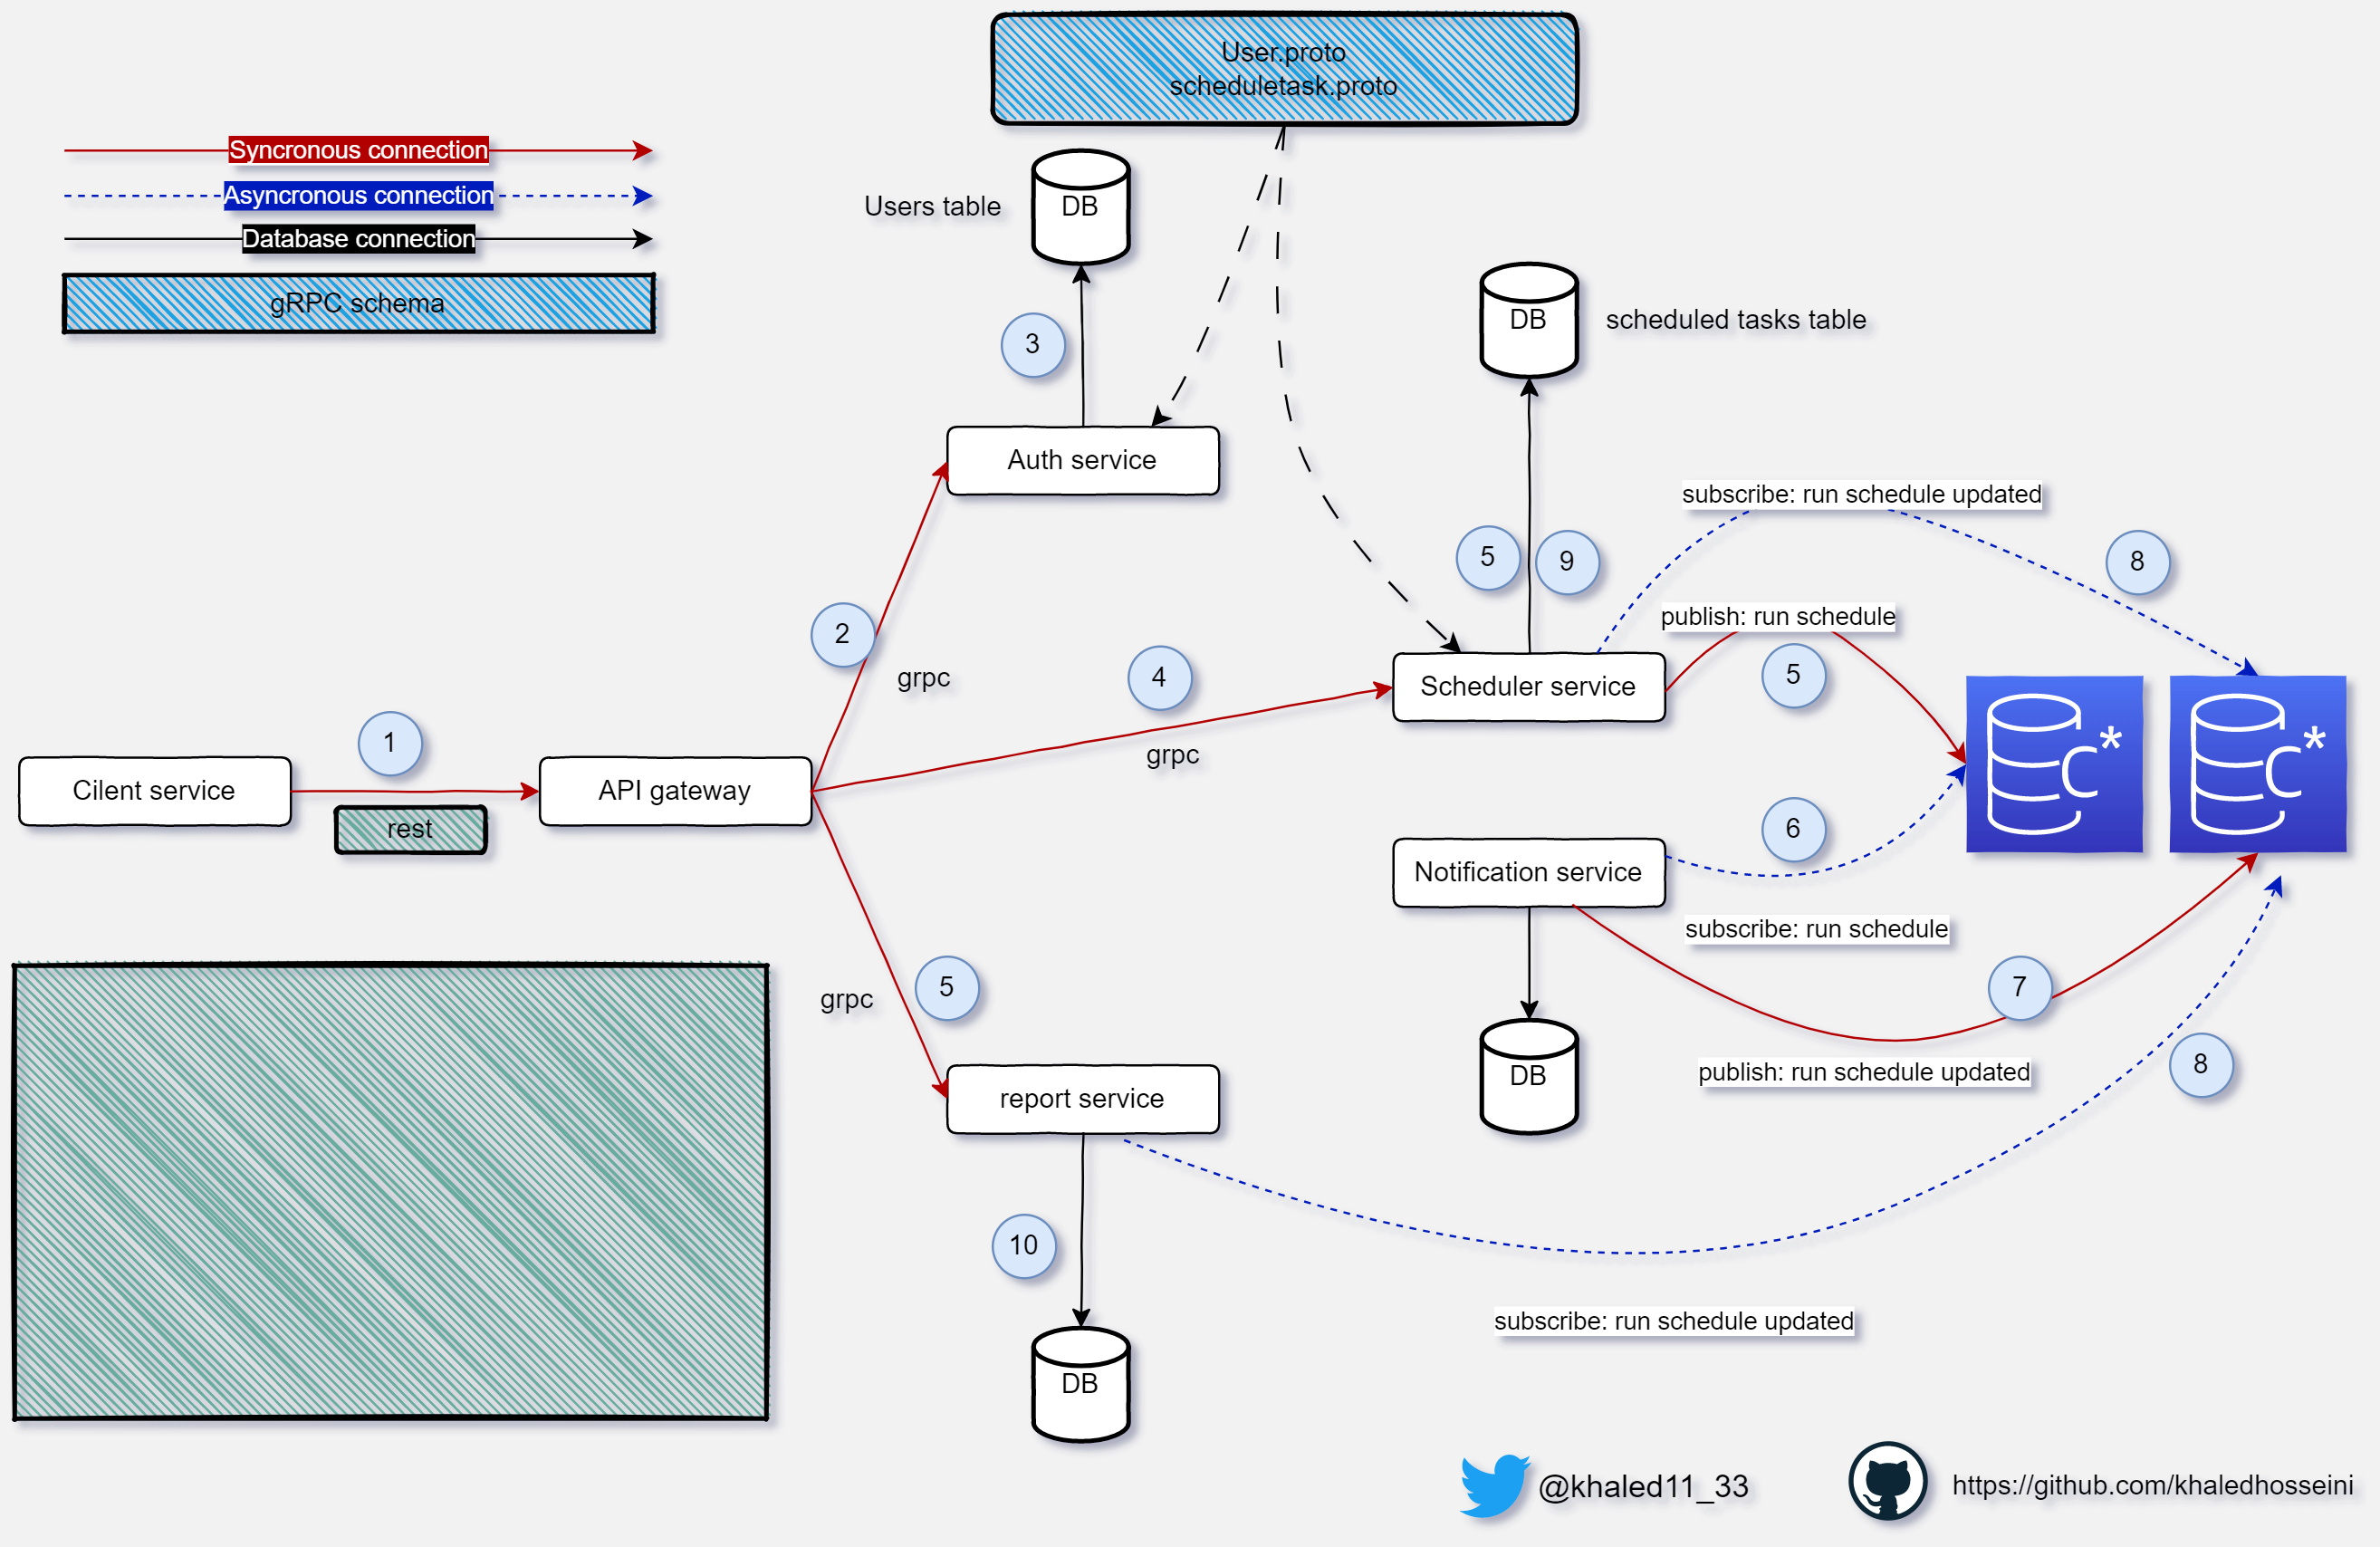 User.proto
scheduletask.proto
Syncronous connection
Asyncronous connection
Database connection
gRPC schema
Users table
DB
DB
scheduled tasks table
3
Auth service
subscribe: run schedule updated
5
9
8
2
publish: run schedule
grpc
4
Scheduler service
5
1
grpc
C*
C*
Cilent service
API gateway
rest
6
Notification service
subscribe: run schedule
5
7
grpc
DB
publish: run schedule updated
8
report service
10
subscribe: run schedule updated
DB
@khaled11_33
https://github.com/khaledhosseini